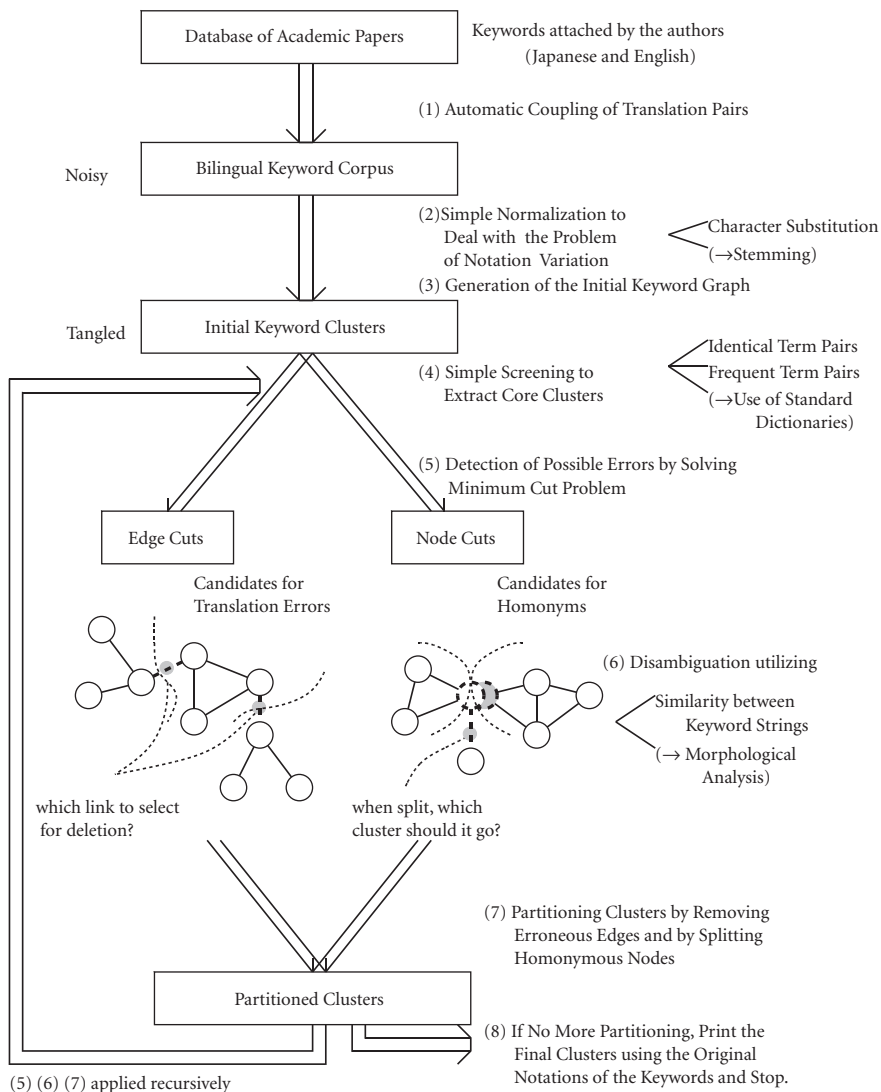 Database of Academic Papers
Keywords attached by the authors
(Japanese and English)
(1) Automatic Coupling of Translation Pairs
Noisy
Bilingual Keyword Corpus
(2)Simple Normalization to
Deal with the Problem
of Notation Variation
Character Substitution
(→Stemming)
(3) Generation of the Initial Keyword Graph
Tangled
Initial Keyword Clusters
(4) Simple Screening to
Extract Core Clusters
Identical Term Pairs
Frequent Term Pairs
(→Use of Standard
Dictionaries)
(5) Detection of Possible Errors by Solving
Minimum Cut Problem
Edge Cuts
Node Cuts
Candidates for
Translation Errors
Candidates for
Homonyms
(6) Disambiguation utilizing
Similarity between
Keyword Strings
(→ Morphological
Analysis)
which link to select
for deletion?
when split, which
cluster should it go?
(7) Partitioning Clusters by Removing
Erroneous Edges and by Splitting
Homonymous Nodes
Partitioned Clusters
(8) If No More Partitioning, Print the
Final Clusters using the Original
Notations of the Keywords and Stop.
(5) (6) (7) applied recursively